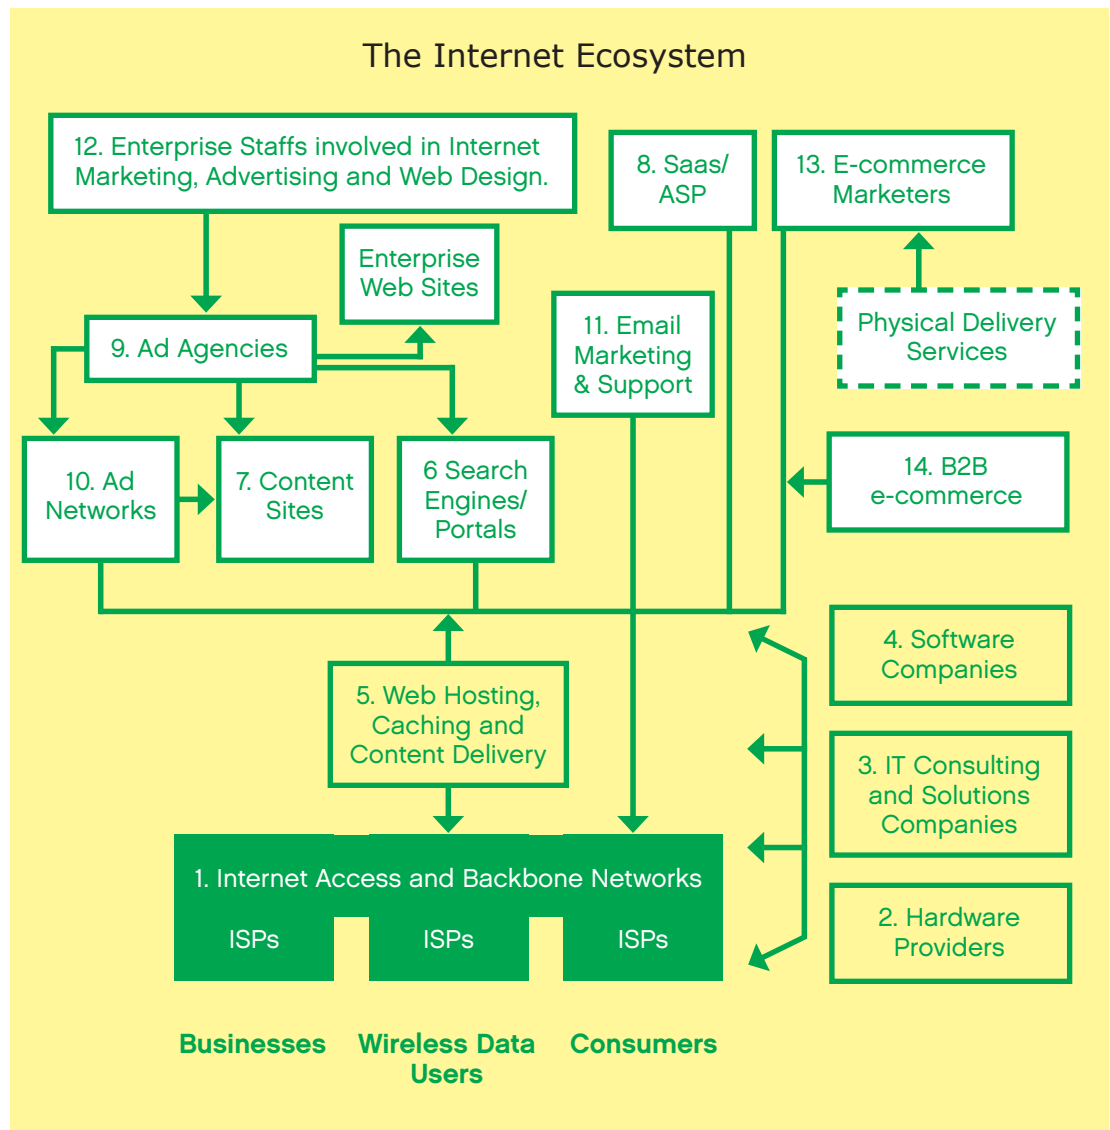 The Internet Ecosystem
12. Enterprise Staffs involved in Internet
Marketing, Advertising and Web Design.
8. Saas/
ASP
13. E-commerce
Marketers
Enterprise
Web Sites
11. Email
Marketing
& Support
Physical Delivery
Services
9. Ad Agencies
10. Ad
Networks
7. Content
Sites
6 Search
Engines/
Portals
14. B2B
e-commerce
4. Software
Companies
5. Web Hosting,
Caching and
Content Delivery
3. IT Consulting
and Solutions
Companies
1. Internet Access and Backbone Networks
ISPs
ISPs
ISPs
2. Hardware
Providers
Businesses
Wireless Data
Users
Consumers